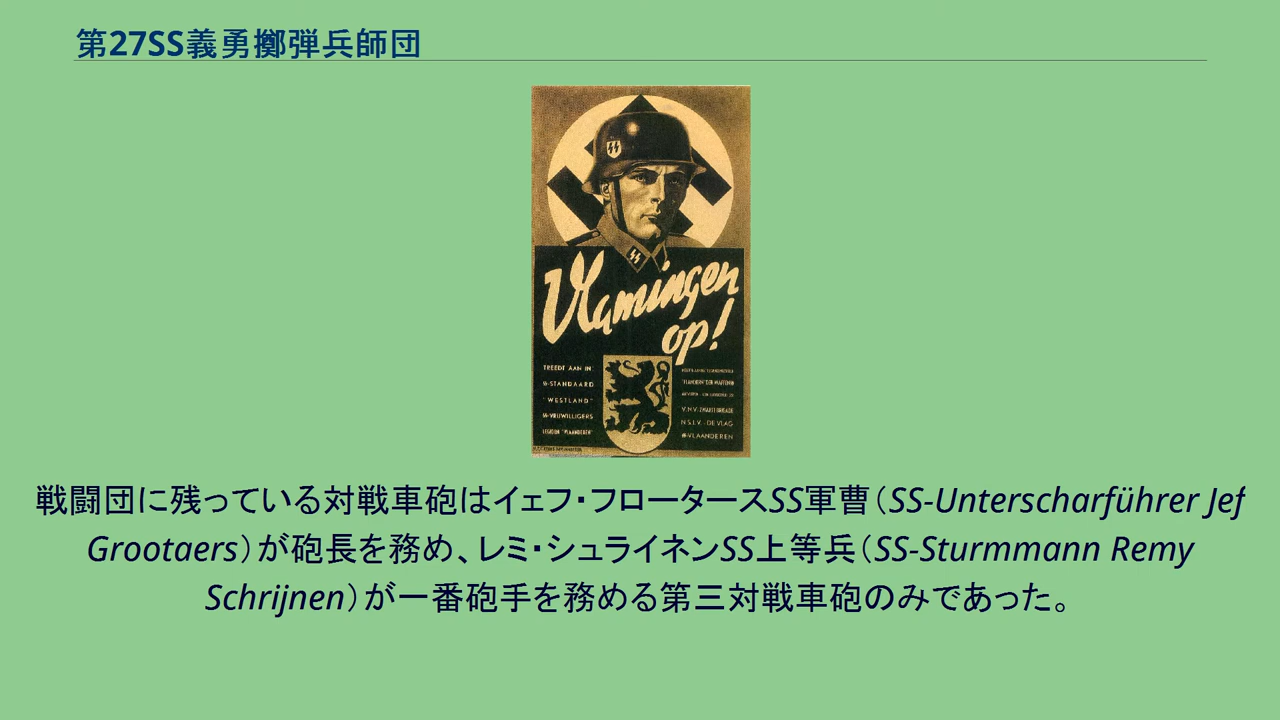 第27SS義勇擲弾兵師団
Vlamingen
op!
TREEDT AAN IN:
SS-STANDAARD
"WESTLAND"
SS-VRIJWILLIGERS
LEGIOEN "VLAANDEREN"
V.N.V. ZWARTE BRIGADE
N.S.J.V. - DE VLAG
SS-VLAANDEREN
戦闘団に残っている対戦車砲はイェフ・フロータースSS軍曹（SS-Unterscharführer Jef
Grootaers）が砲長を務め、レミ・シュライネンSS上等兵（SS-Sturmmann Remy
Schrijnen）が一番砲手を務める第三対戦車砲のみであった。